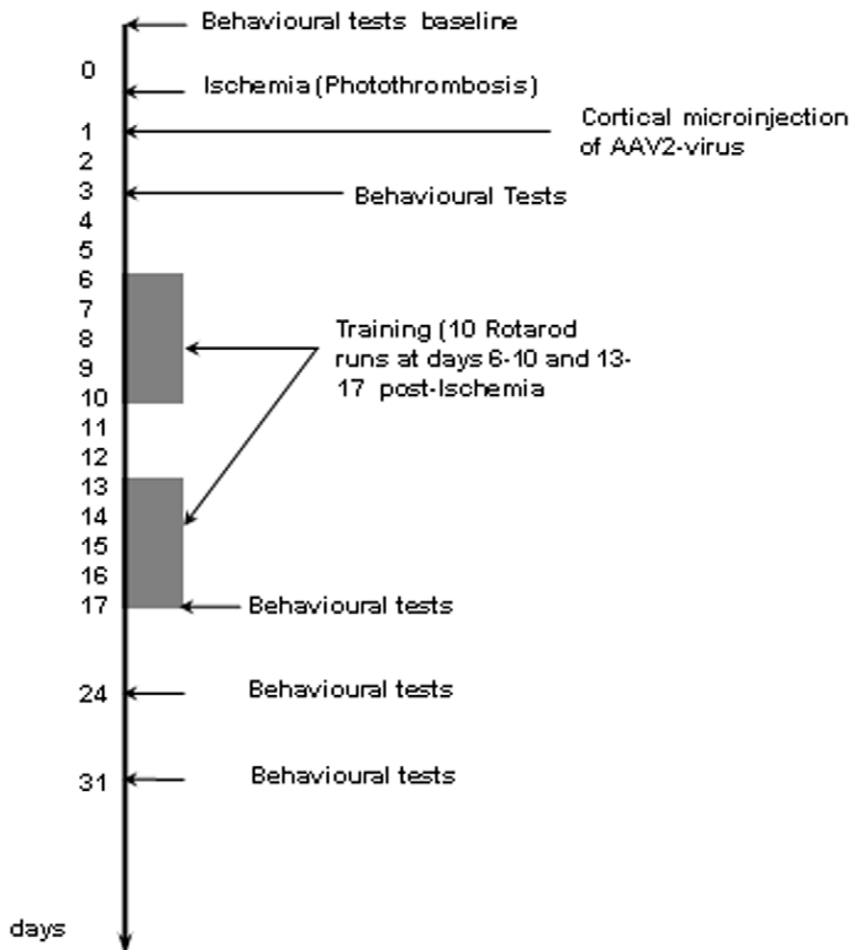 Behavioural tests baseline
0
Ischemia (Photothrombosis)
Cortical microinjection
of AAV2-virus
1
2
3
Behavioural Tests
4
5
6
7
8
9
10
Training (10 Rotarod
runs at days 6-10 and 13-
17 post-Ischemia
11
12
13
14
15
16
17
Behavioural tests
24
Behavioural tests
31
Behavioural tests
days